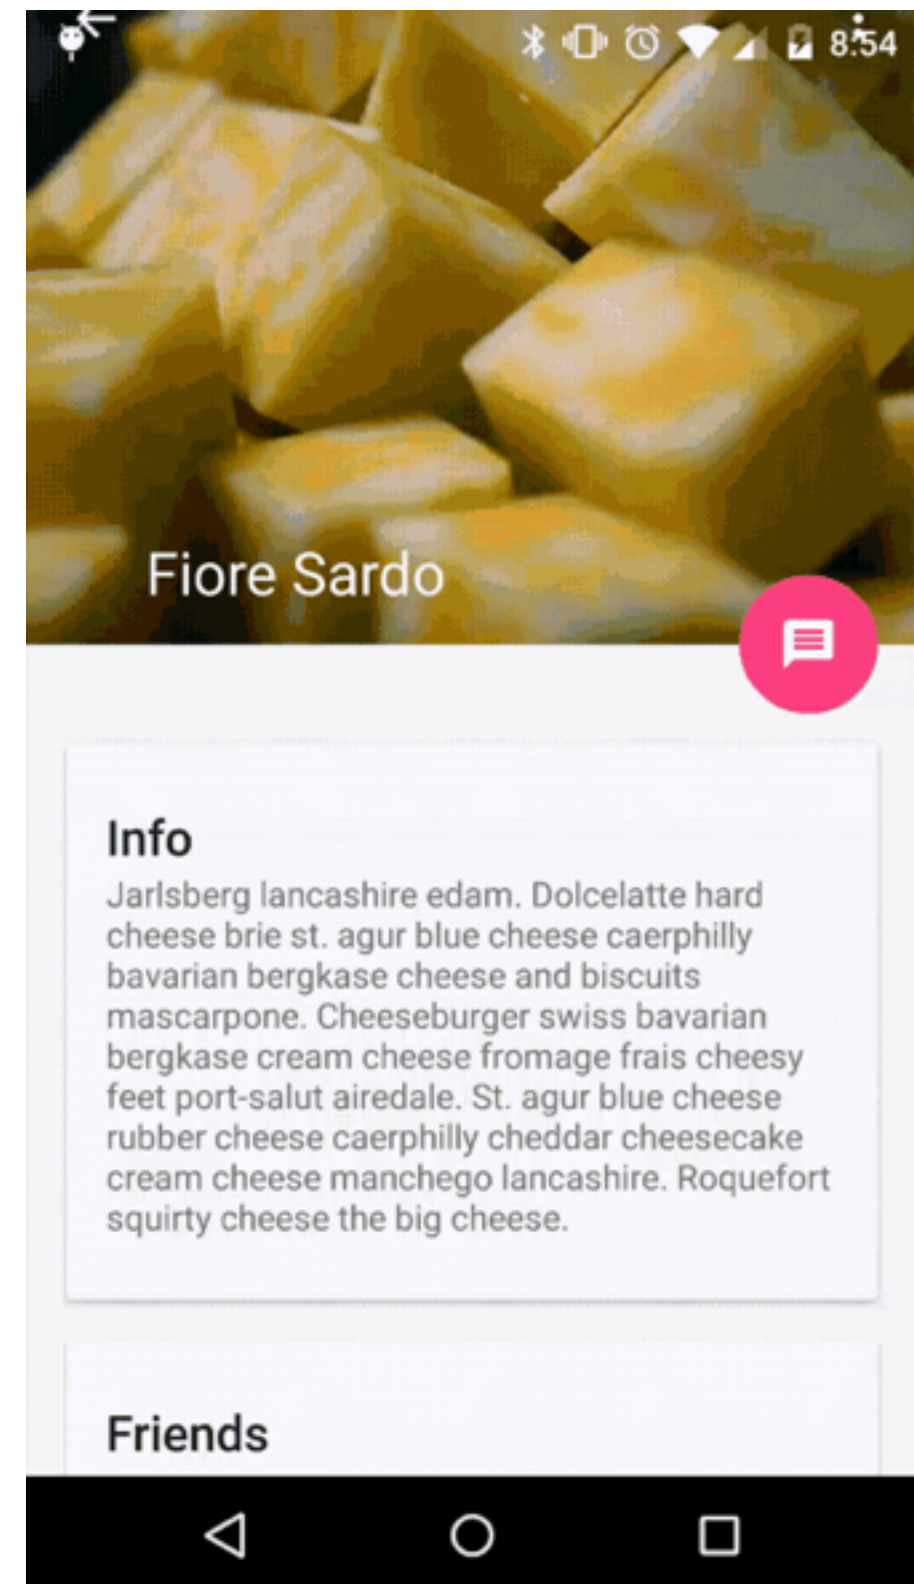 8:54
Fiore Sardo
Info
Jarlsberg lancashire edam. Dolcelatte hard
cheese brie st. agur blue cheese caerphilly
bavarian bergkase cheese and biscuits
mascarpone. Cheeseburger swiss bavarian
bergkase cream cheese fromage frais cheesy
feet port-salut airedale. St. agur blue cheese
rubber cheese caerphilly cheddar cheesecake
cream cheese manchego lancashire. Roquefort
squirty cheese the big cheese.
Friends